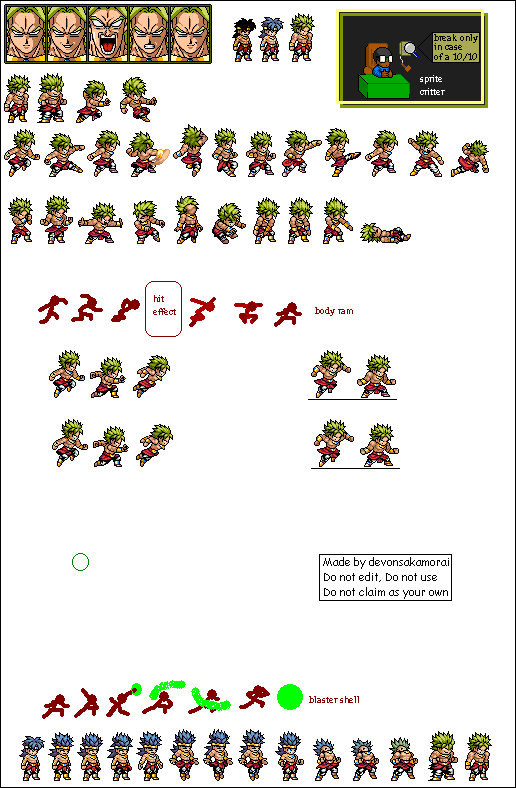 break only
in case
of a 10/10
sprite
critter
hit
effect
body ram
Made by devonsakamorai
Do not edit, Do not use
Do not claim as your own
blaster shell